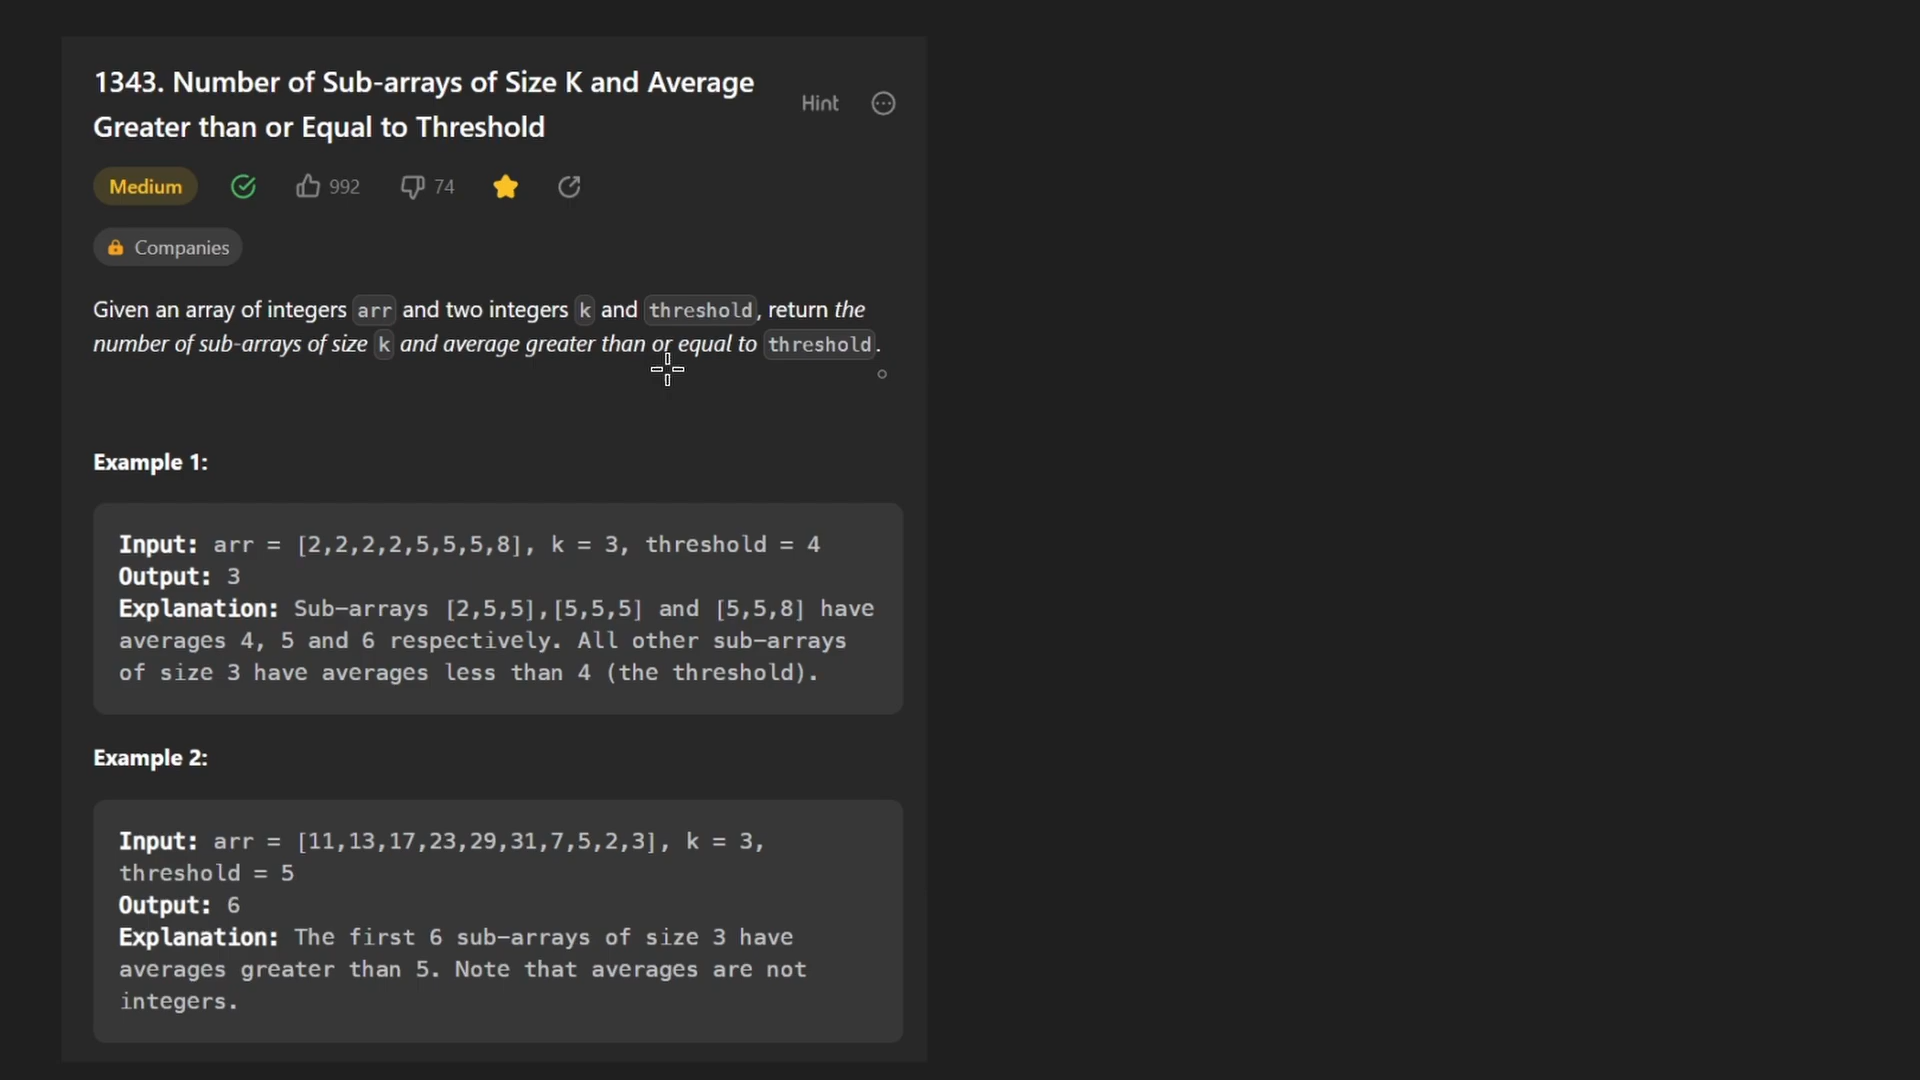 1343. Number of Sub-arrays of Size K and Average
Greater than or Equal to Threshold
Hint
Medium
992
74
Companies
Given an array of integers arr and two integers k and threshold, return the
number of sub-arrays of size k and average greater than or equal to threshold.
Example 1:
Input: arr = [2,2,2,2,5,5,5,8], k = 3, threshold = 4
Output: 3
Explanation: Sub-arrays [2,5,5],[5,5,5] and [5,5,8] have
averages 4, 5 and 6 respectively. All other sub-arrays
of size 3 have averages less than 4 (the threshold).
Example 2:
Input: arr = [11,13,17,23,29,31,7,5,2,3], k = 3,
threshold = 5
Output: 6
Explanation: The first 6 sub-arrays of size 3 have
averages greater than 5. Note that averages are not
integers.